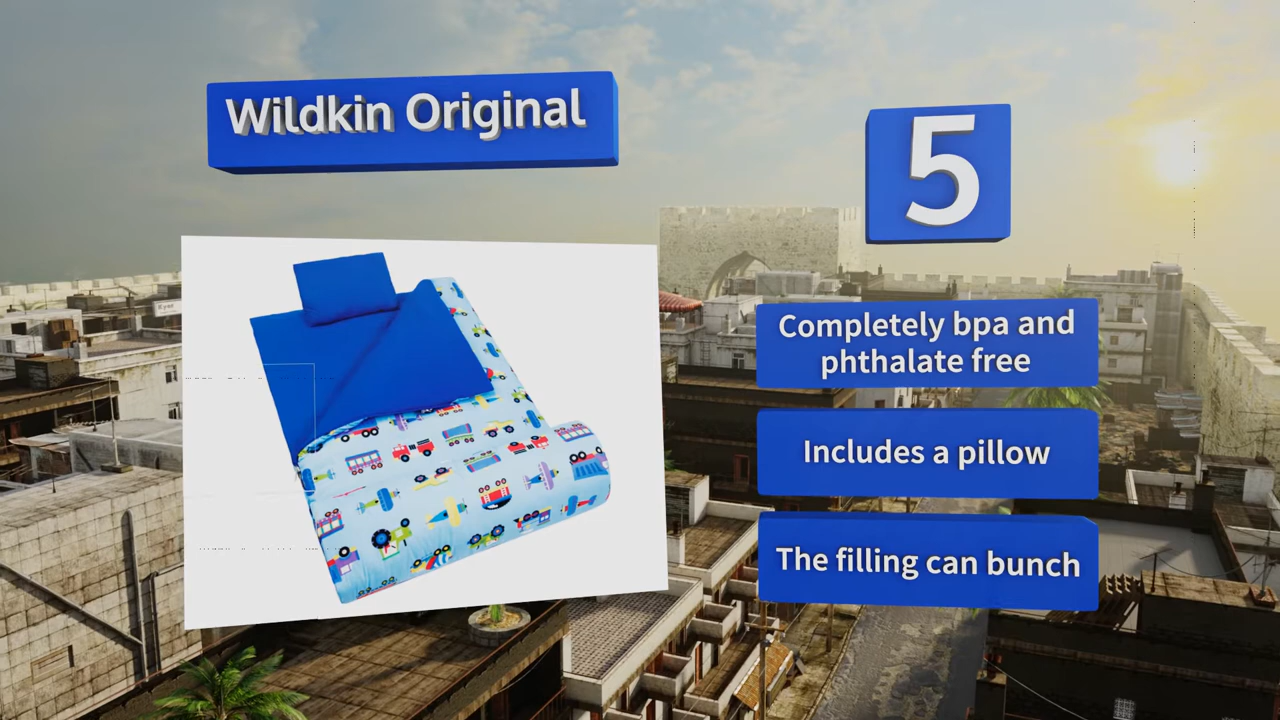 Wildkin Original
5
Completely bpa and
phthalate free
Includes a pillow
The filling can bunch